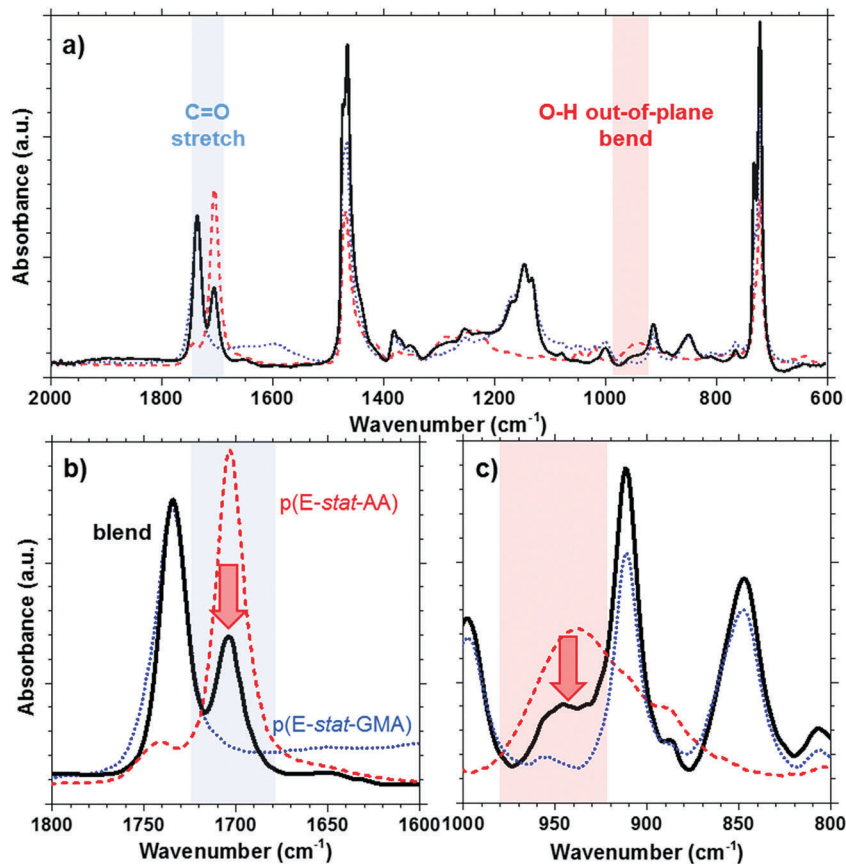 a)
C=O
stretch
O-H out-of-plane
bend
Absorbance (a.u.)
2000 1800 1600 1400 1200 1000 800 600
Wavenumber (cm-1)
b)
blend
p(E-stat-AA)
p(E-stat-GMA)
Absorbance (a.u.)
1800 1750 1700 1650 1600
Wavenumber (cm-1)
c)
1000 950 900 850 800
Wavenumber (cm-1)